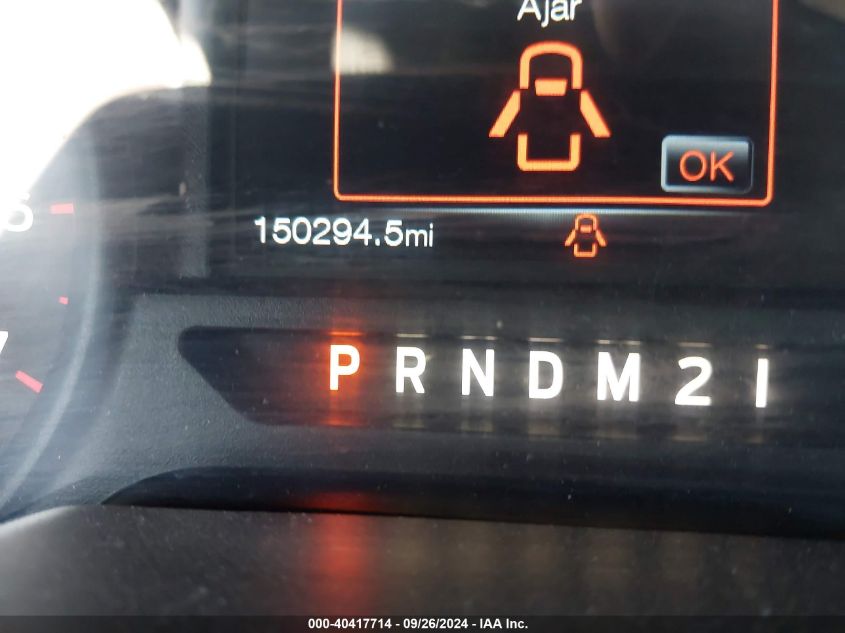 Ajar
OK
150294.5mi
P R N D M 2 1
000-40417714 - 09/26/2024 - IAA Inc.